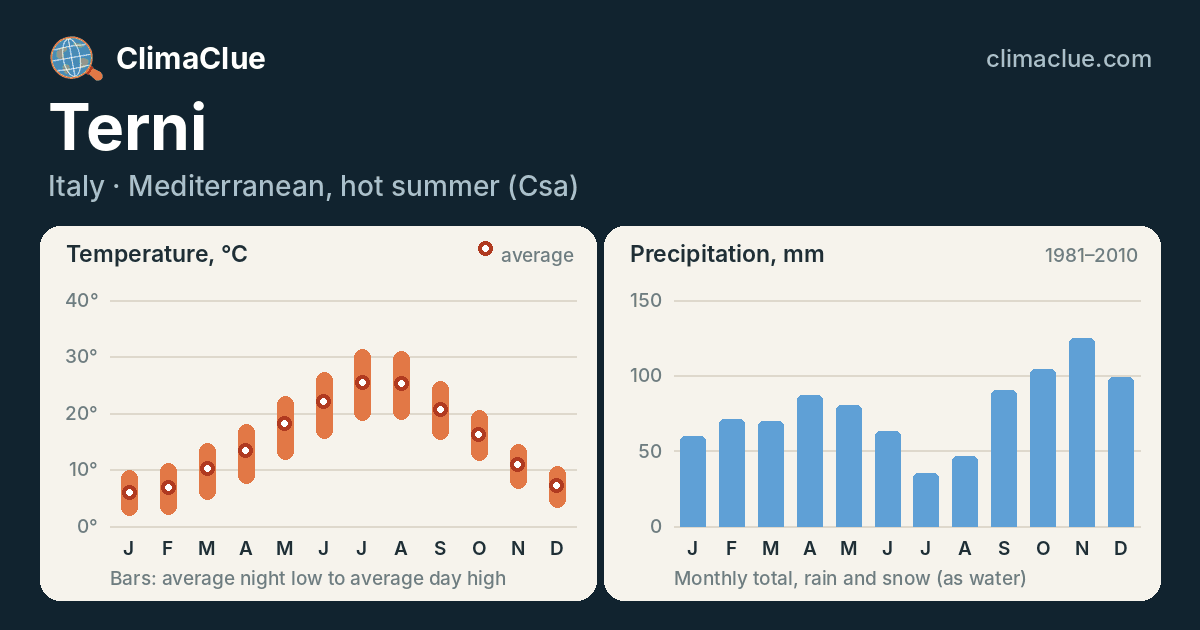 ClimaClue
climaclue.com
Terni
Italy · Mediterranean, hot summer (Csa)
Temperature, °C
average
40°
30°
20°
10°
0°
J F M A M J J A S O N D
Bars: average night low to average day high
Precipitation, mm
1981–2010
150
100
50
0
J F M A M J J A S O N D
Monthly total, rain and snow (as water)